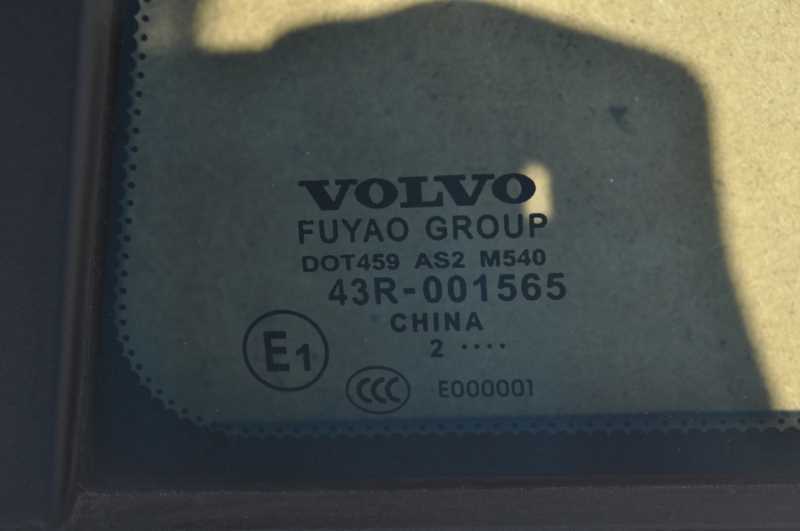 VOLVO
FUYAO GROUP
DOT459 AS2 M540
43R-001565
CHINA
2 ····
E1
CCC E000001